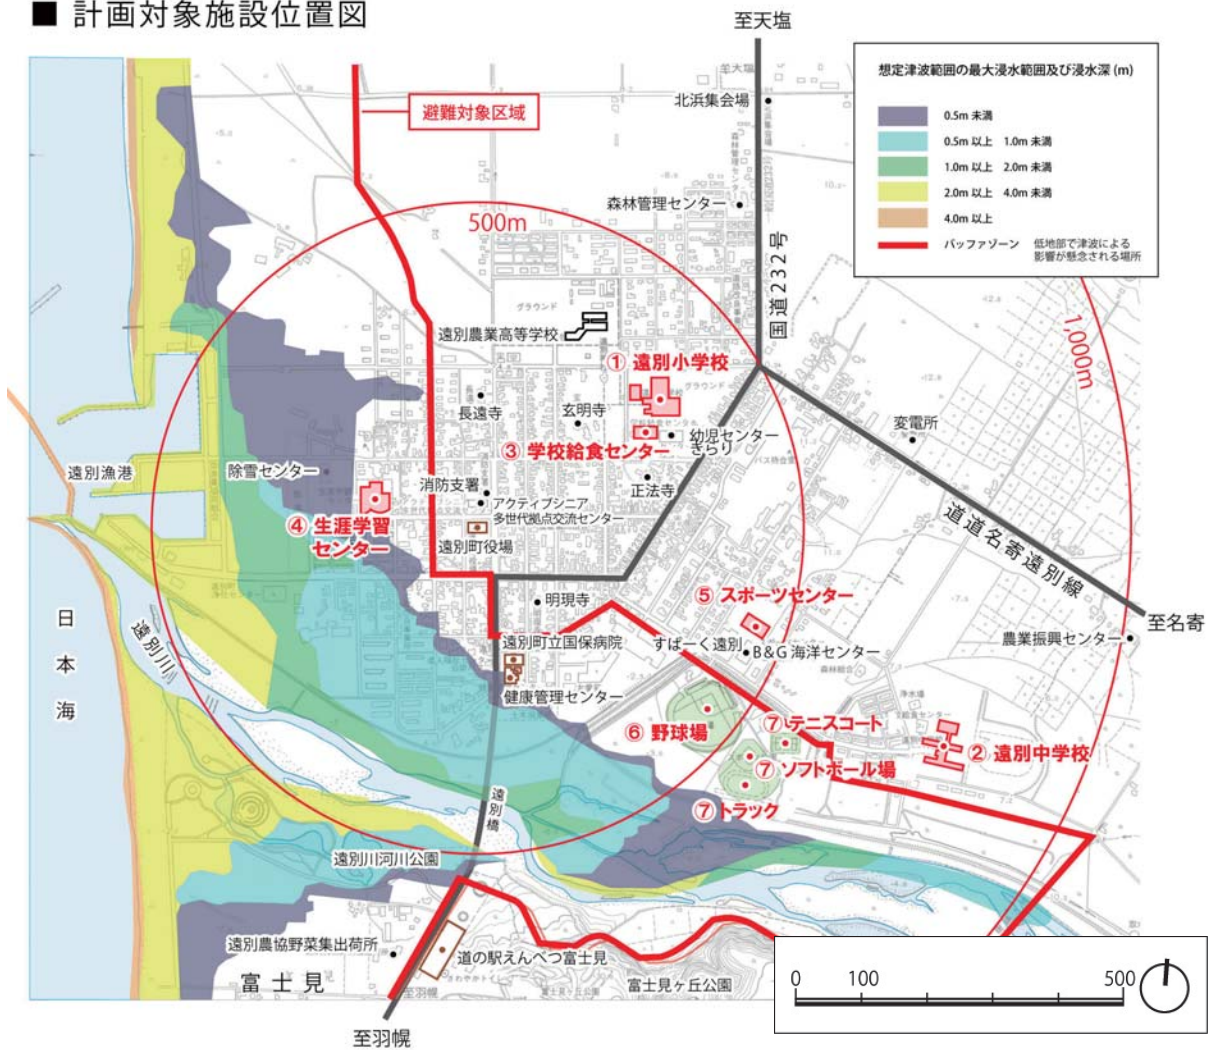 ■ 計画対象施設位置図
至天塩
想定津波範囲の最大浸水範囲及び浸水深 (m)
0.5m 未満
0.5m 以上 1.0m 未満
1.0m 以上 2.0m 未満
2.0m 以上 4.0m 未満
4.0m 以上
バッファゾーン 低地部で津波による
影響が懸念される場所
避難対象区域
北浜集会場
森林管理センター
500m
国道232号
グラウンド
遠別農業高等学校
① 遠別小学校
グラウンド
1,000m
長遠寺
玄明寺
幼児センター
きらり
③ 学校給食センター
変電所
遠別漁港
除雪センター
消防支署
正法寺
アクティブシニア
多世代拠点交流センター
④ 生涯学習
センター
遠別町役場
道道名寄遠別線
日本海
遠別川
明現寺
⑤ スポーツセンター
至名寄
遠別町立国保病院
すぱーく遠別
B&G 海洋センター
農業振興センター
健康管理センター
⑥ 野球場
⑦ テニスコート
② 遠別中学校
⑦ ソフトボール場
⑦ トラック
遠別橋
遠別川河川公園
遠別農協野菜集出荷所
道の駅えんべつ富士見
富士見
富士見ヶ丘公園
至羽幌
0 100 500